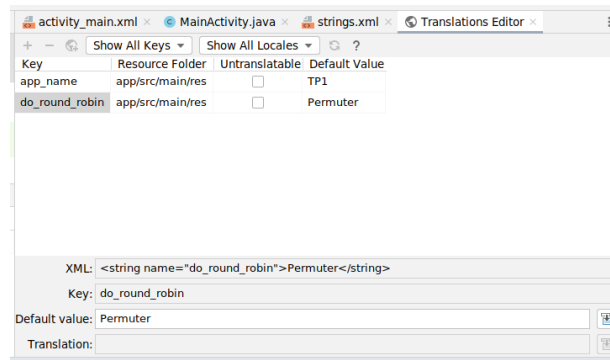 activity_main.xml × MainActivity.java × strings.xml × Translations Editor ×
+ − Show All Keys Show All Locales ?
Key Resource Folder Untranslatable Default Value
app_name app/src/main/res TP1
do_round_robin app/src/main/res Permuter
XML: <string name="do_round_robin">Permuter</string>
Key: do_round_robin
Default value: Permuter
Translation: